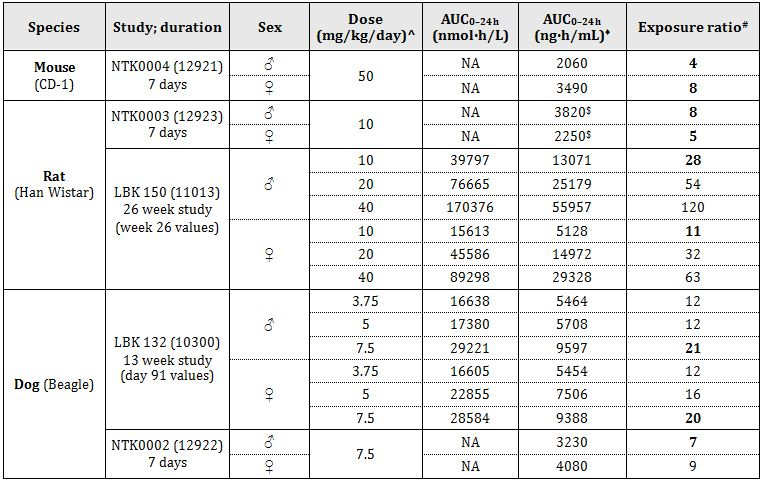 Species Study; duration Sex Dose (mg/kg/day)^ AUC0–24h (nmol·h/L) AUC0–24h (ng·h/mL)♦ Exposure ratio#
Mouse (CD-1) NTK0004 (12921) 7 days ♂ 50 NA 2060 4
♀ NA 3490 8
Rat (Han Wistar) NTK0003 (12923) 7 days ♂ 10 NA 3820$ 8
♀ NA 2250$ 5
LBK 150 (11013) 26 week study (week 26 values) ♂ 10 39797 13071 28
20 76665 25179 54
40 170376 55957 120
♀ 10 15613 5128 11
20 45586 14972 32
40 89298 29328 63
Dog (Beagle) LBK 132 (10300) 13 week study (day 91 values) ♂ 3.75 16638 5464 12
5 17380 5708 12
7.5 29221 9597 21
♀ 3.75 16605 5454 12
5 22855 7506 16
7.5 28584 9388 20
NTK0002 (12922) 7 days ♂ 7.5 NA 3230 7
♀ NA 4080 9